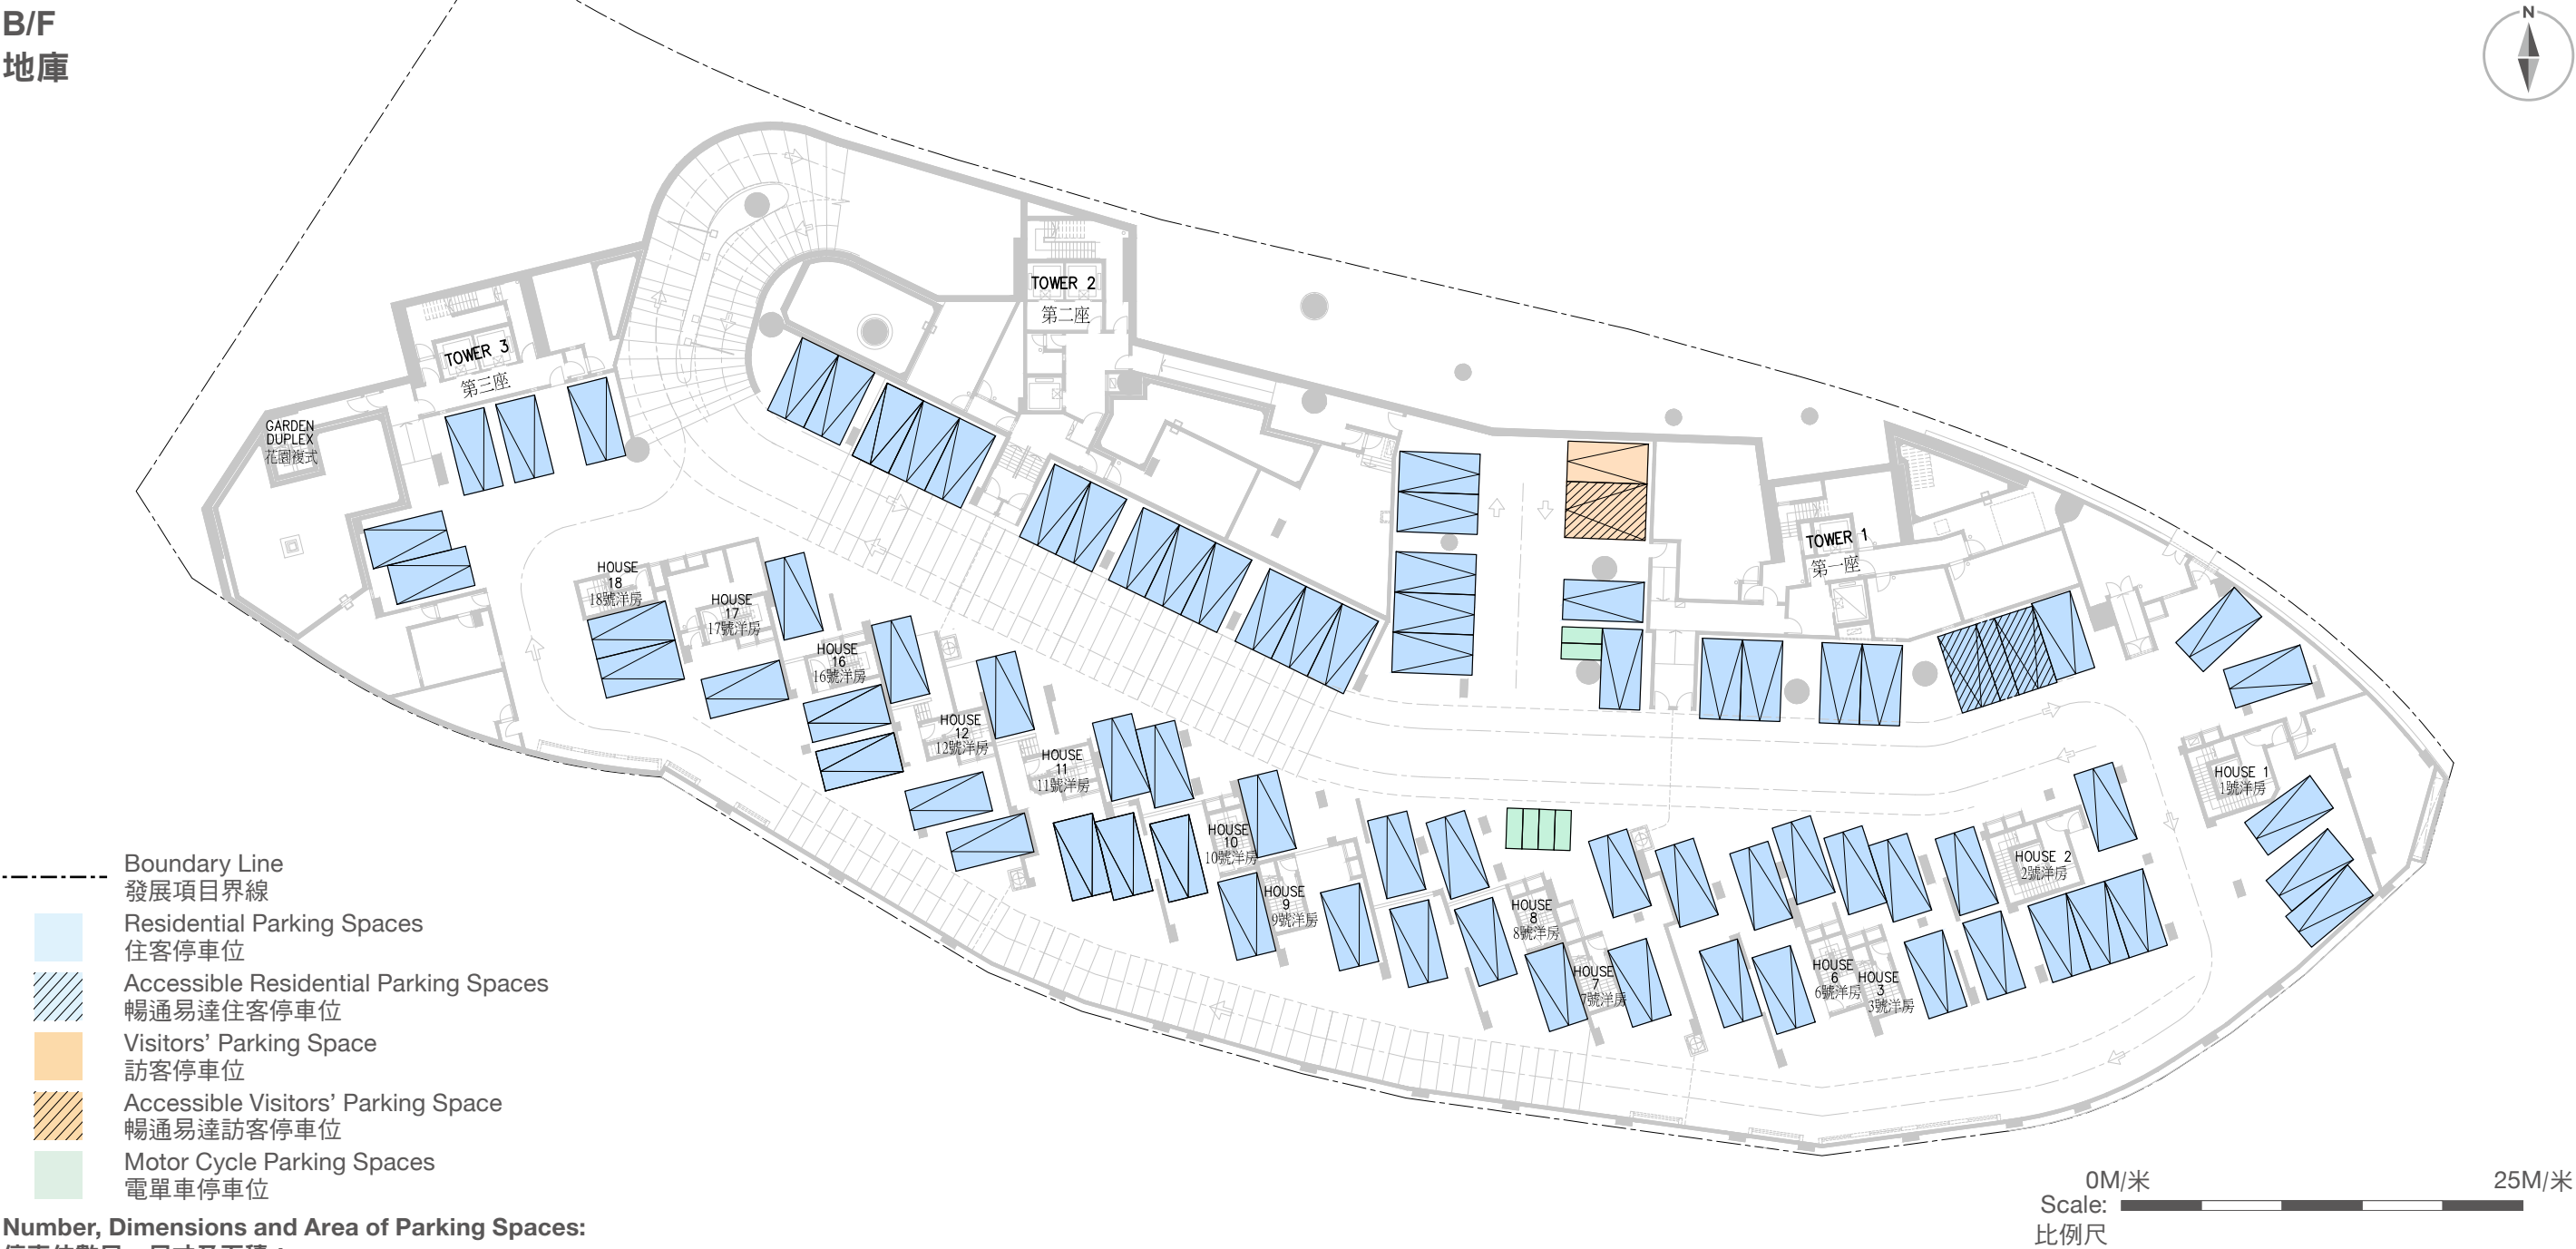 B/F
地庫
N
TOWER 2
第二座
TOWER 3
第三座
GARDEN
DUPLEX
花園複式
TOWER 1
第一座
HOUSE
18
18號洋房
HOUSE
17
17號洋房
HOUSE
16
16號洋房
HOUSE
12
12號洋房
HOUSE
11
11號洋房
HOUSE
10
10號洋房
HOUSE
9
9號洋房
HOUSE
8
8號洋房
HOUSE
7
7號洋房
HOUSE
6
6號洋房
HOUSE
3
3號洋房
HOUSE 2
2號洋房
HOUSE 1
1號洋房
Boundary Line
發展項目界線
Residential Parking Spaces
住客停車位
Accessible Residential Parking Spaces
暢通易達住客停車位
Visitors’ Parking Space
訪客停車位
Accessible Visitors’ Parking Space
暢通易達訪客停車位
Motor Cycle Parking Spaces
電單車停車位
0M/米 25M/米
Scale:
比例尺
Number, Dimensions and Area of Parking Spaces: